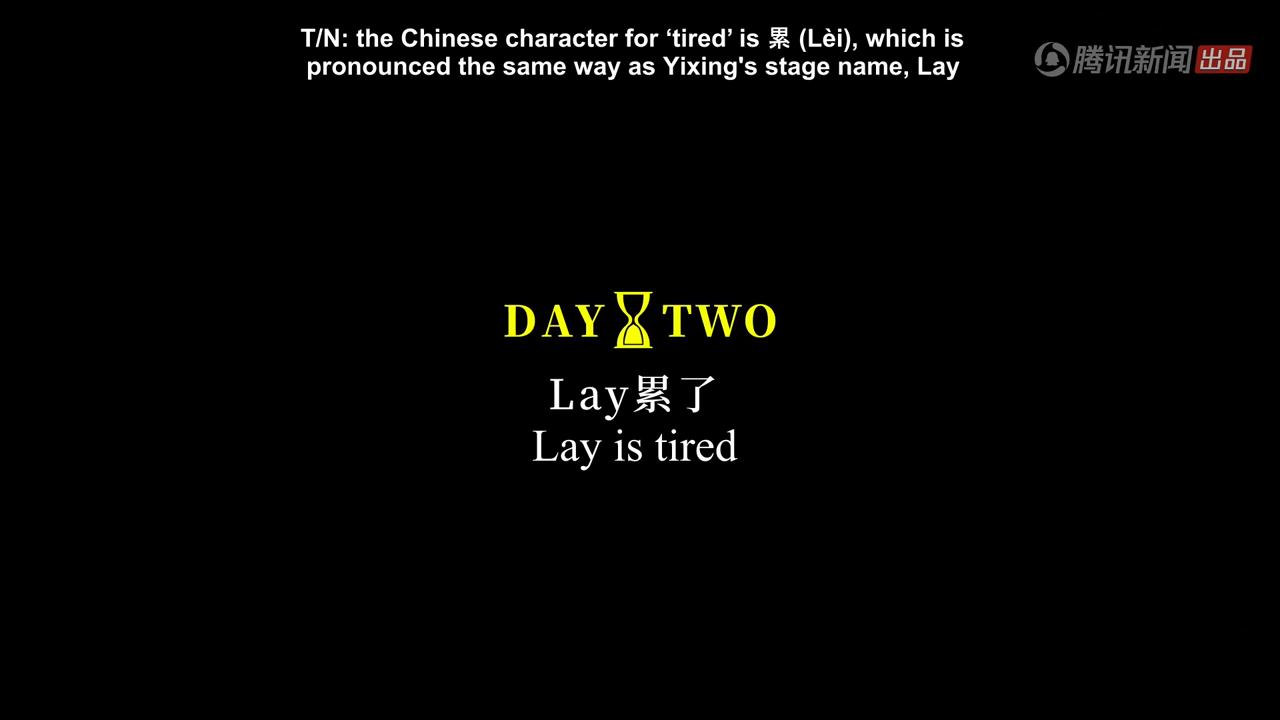 T/N: the Chinese character for ‘tired’ is 累 (Lèi), which is
pronounced the same way as Yixing's stage name, Lay
腾讯新闻 出品
DAY TWO
Lay累了
Lay is tired